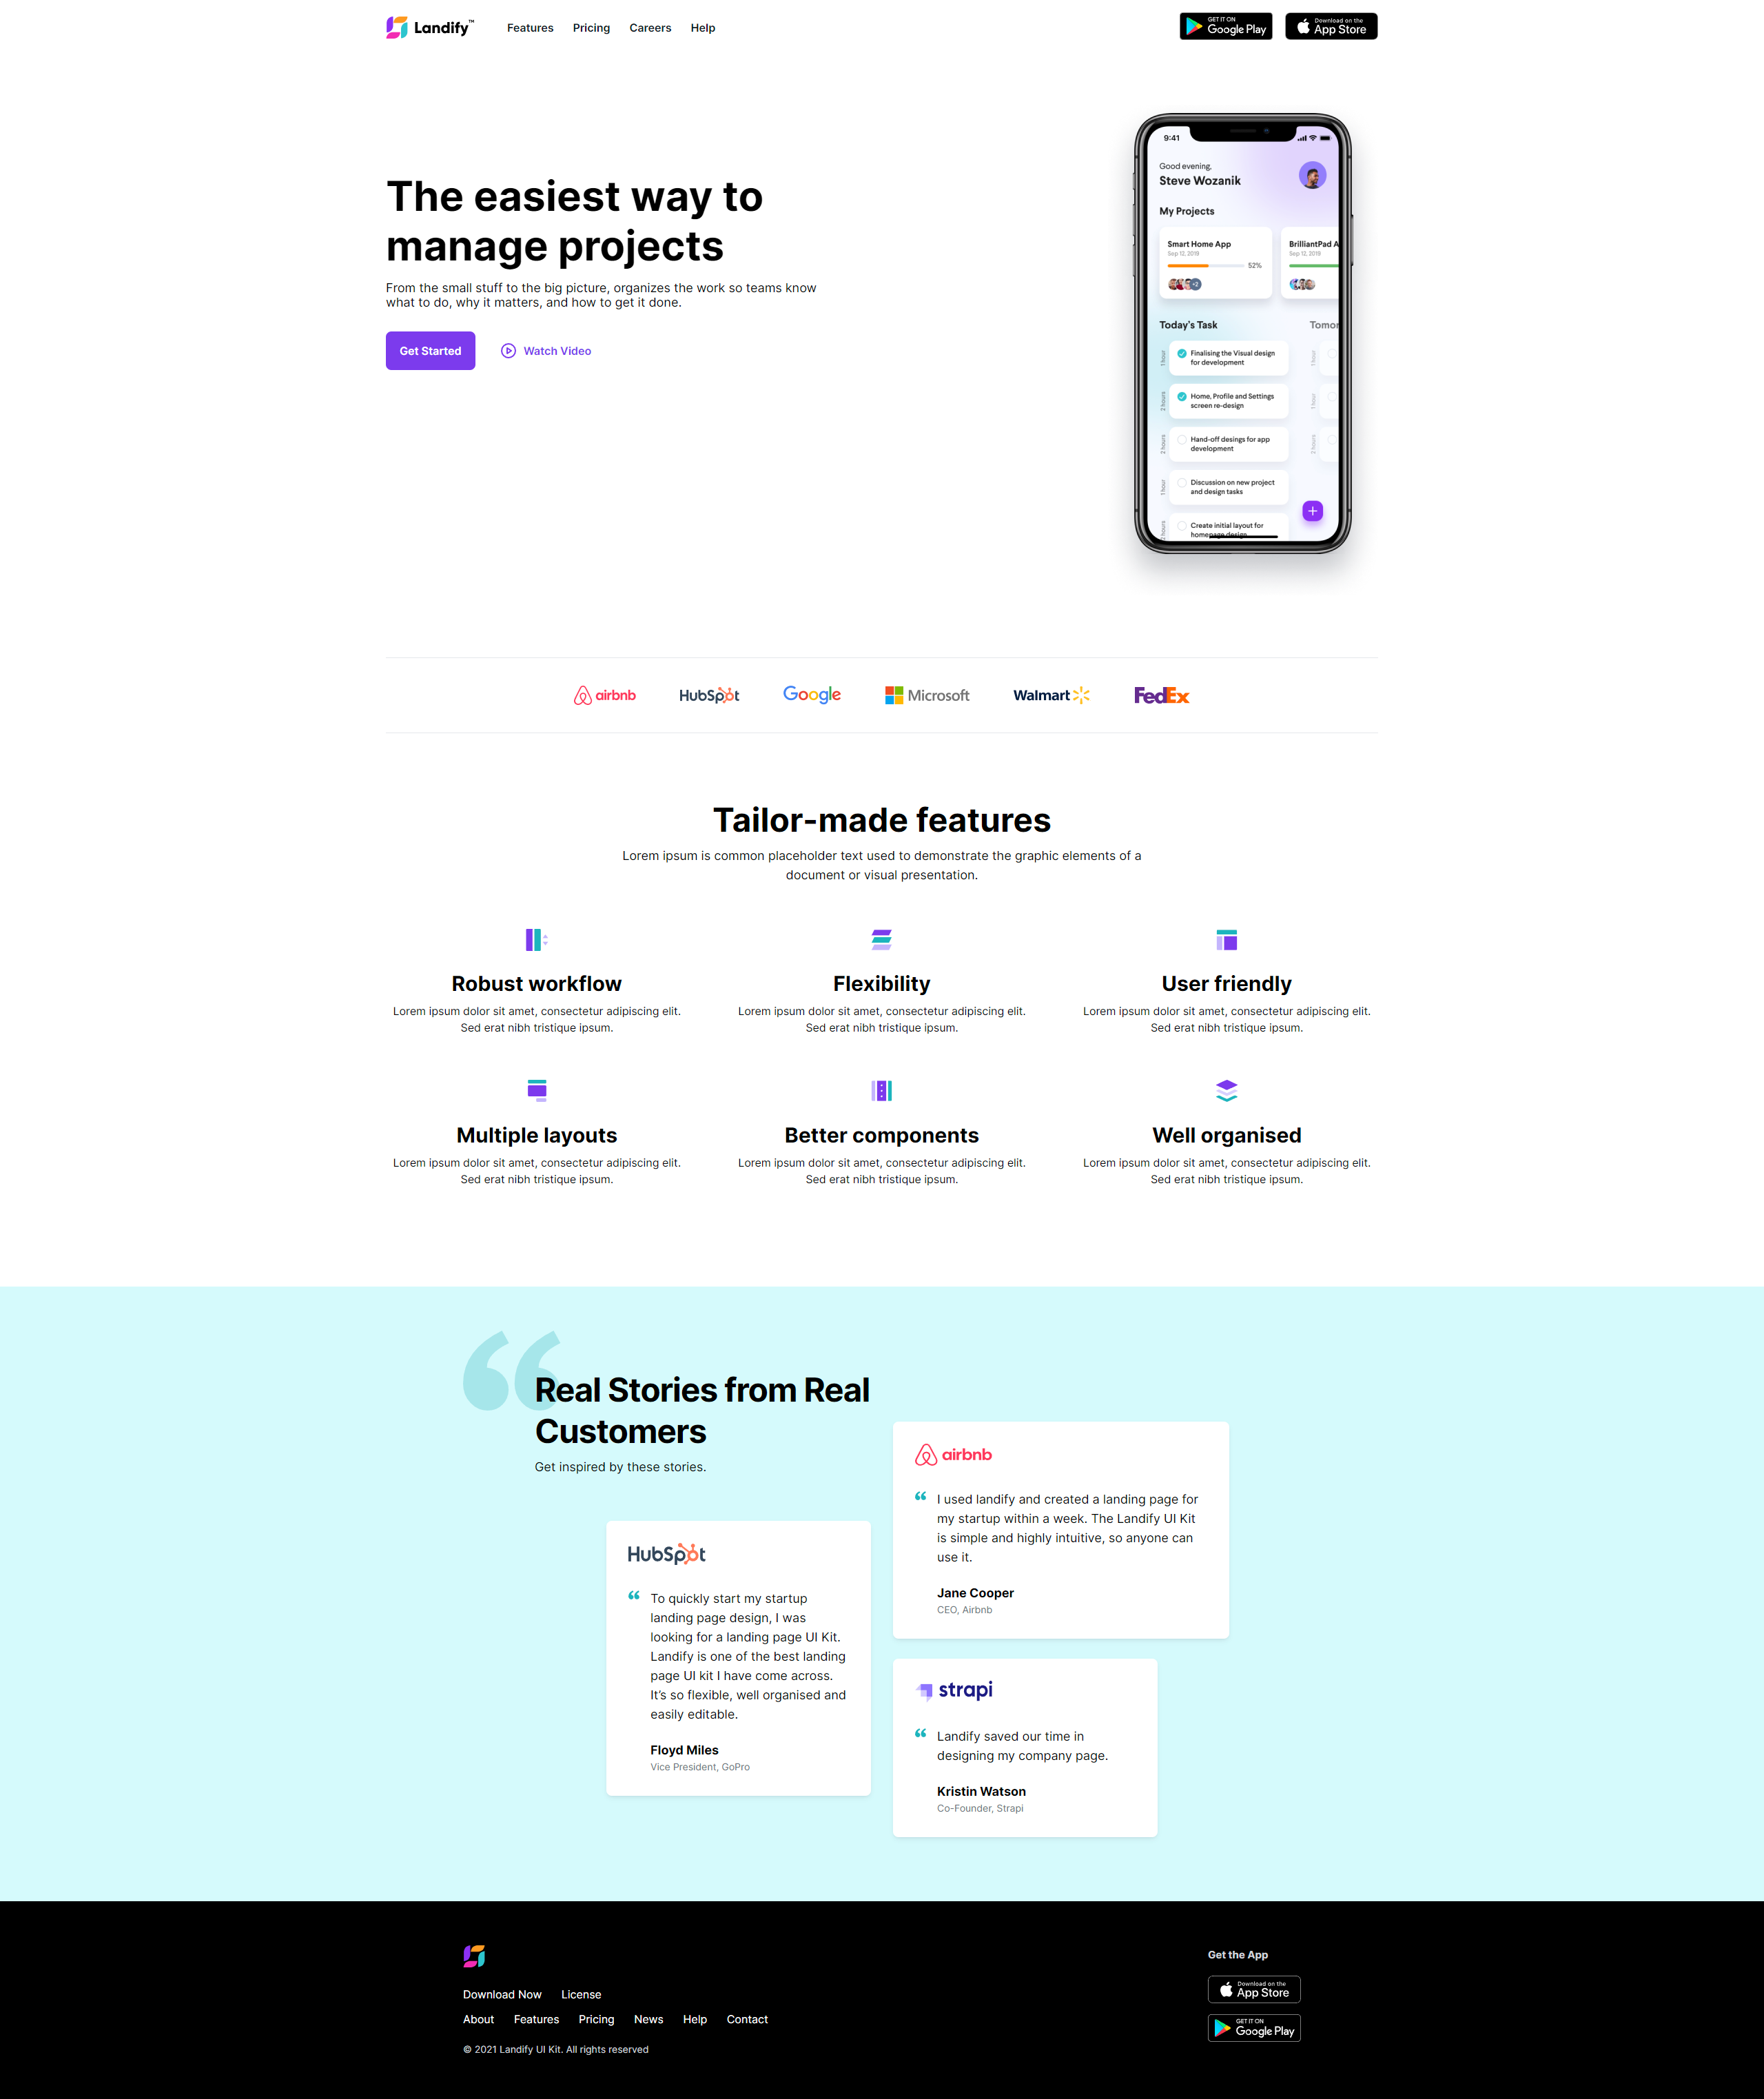 Landify™
Features Pricing Careers Help
GET IT ON
Google Play
Download on the
App Store
The easiest way to
manage projects
From the small stuff to the big picture, organizes the work so teams know
what to do, why it matters, and how to get it done.
Get Started
Watch Video
9:41
Good evening,
Steve Wozanik
My Projects
Smart Home App
Sep 12, 2019
52%
+2
BrilliantPad A
Sep 12, 2019
Today's Task
Tomor
1 hour
Finalising the Visual design
for development
1 hour
2 hours
Home, Profile and Settings
screen re-design
1 hour
2 hours
Hand-off desings for app
development
2 hours
1 hour
Discussion on new project
and design tasks
2 hours
Create initial layout for
homepage design
airbnb
HubSpot
Google
Microsoft
Walmart
FedEx
Tailor-made features
Lorem ipsum is common placeholder text used to demonstrate the graphic elements of a
document or visual presentation.
Robust workflow
Lorem ipsum dolor sit amet, consectetur adipiscing elit.
Sed erat nibh tristique ipsum.
Flexibility
Lorem ipsum dolor sit amet, consectetur adipiscing elit.
Sed erat nibh tristique ipsum.
User friendly
Lorem ipsum dolor sit amet, consectetur adipiscing elit.
Sed erat nibh tristique ipsum.
Multiple layouts
Lorem ipsum dolor sit amet, consectetur adipiscing elit.
Sed erat nibh tristique ipsum.
Better components
Lorem ipsum dolor sit amet, consectetur adipiscing elit.
Sed erat nibh tristique ipsum.
Well organised
Lorem ipsum dolor sit amet, consectetur adipiscing elit.
Sed erat nibh tristique ipsum.
“
Real Stories from Real
Customers
Get inspired by these stories.
HubSpot
“
To quickly start my startup
landing page design, I was
looking for a landing page UI Kit.
Landify is one of the best landing
page UI kit I have come across.
It’s so flexible, well organised and
easily editable.
Floyd Miles
Vice President, GoPro
airbnb
“
I used landify and created a landing page for
my startup within a week. The Landify UI Kit
is simple and highly intuitive, so anyone can
use it.
Jane Cooper
CEO, Airbnb
strapi
“
Landify saved our time in
designing my company page.
Kristin Watson
Co-Founder, Strapi
Download Now License
About Features Pricing News Help Contact
© 2021 Landify UI Kit. All rights reserved
Get the App
Download on the
App Store
GET IT ON
Google Play